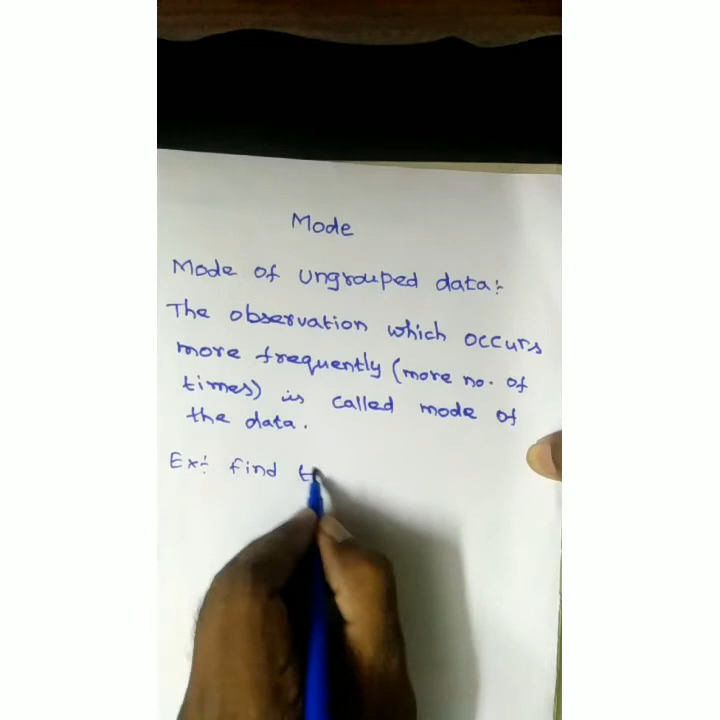 Mode
Mode of ungrouped data:-
The observation which occurs
more frequently (more no. of
times) is called mode of
the data.
Ex:- find t